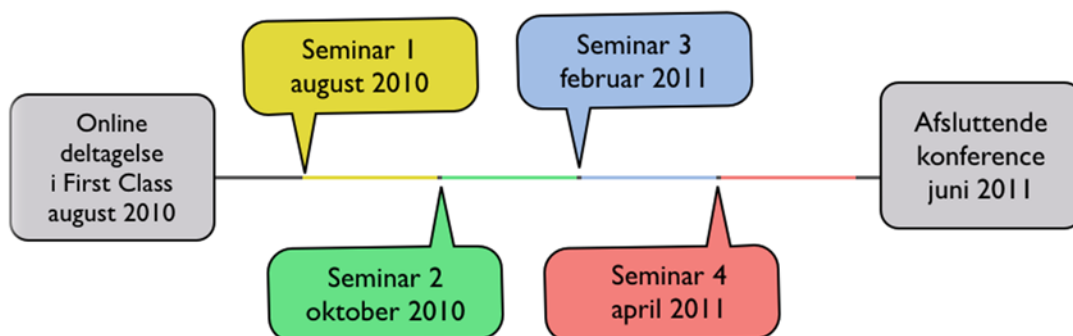 Online
deltagelse
i First Class
august 2010
Seminar 1
august 2010
Seminar 2
oktober 2010
Seminar 3
februar 2011
Seminar 4
april 2011
Afsluttende
konference
juni 2011